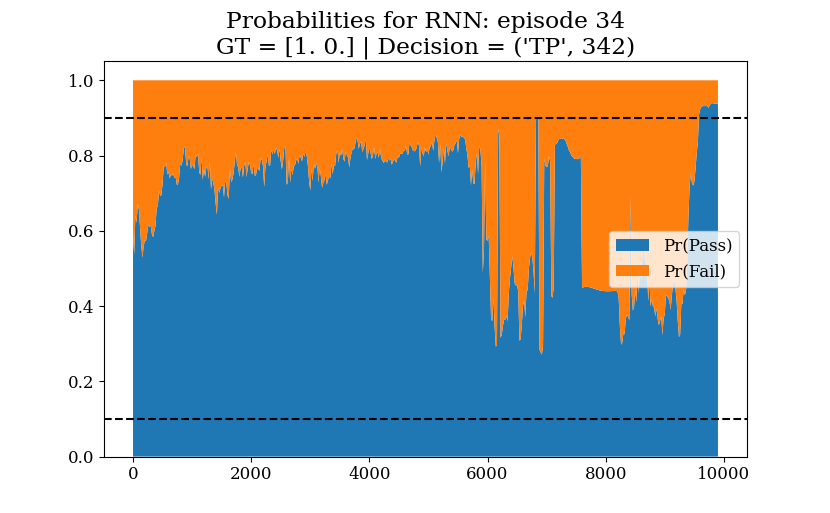 Probabilities for RNN: episode 34
GT = [1. 0.] | Decision = ('TP', 342)
1.0
0.8
0.6
0.4
0.2
0.0
Pr(Pass)
Pr(Fail)
0 2000 4000 6000 8000 10000